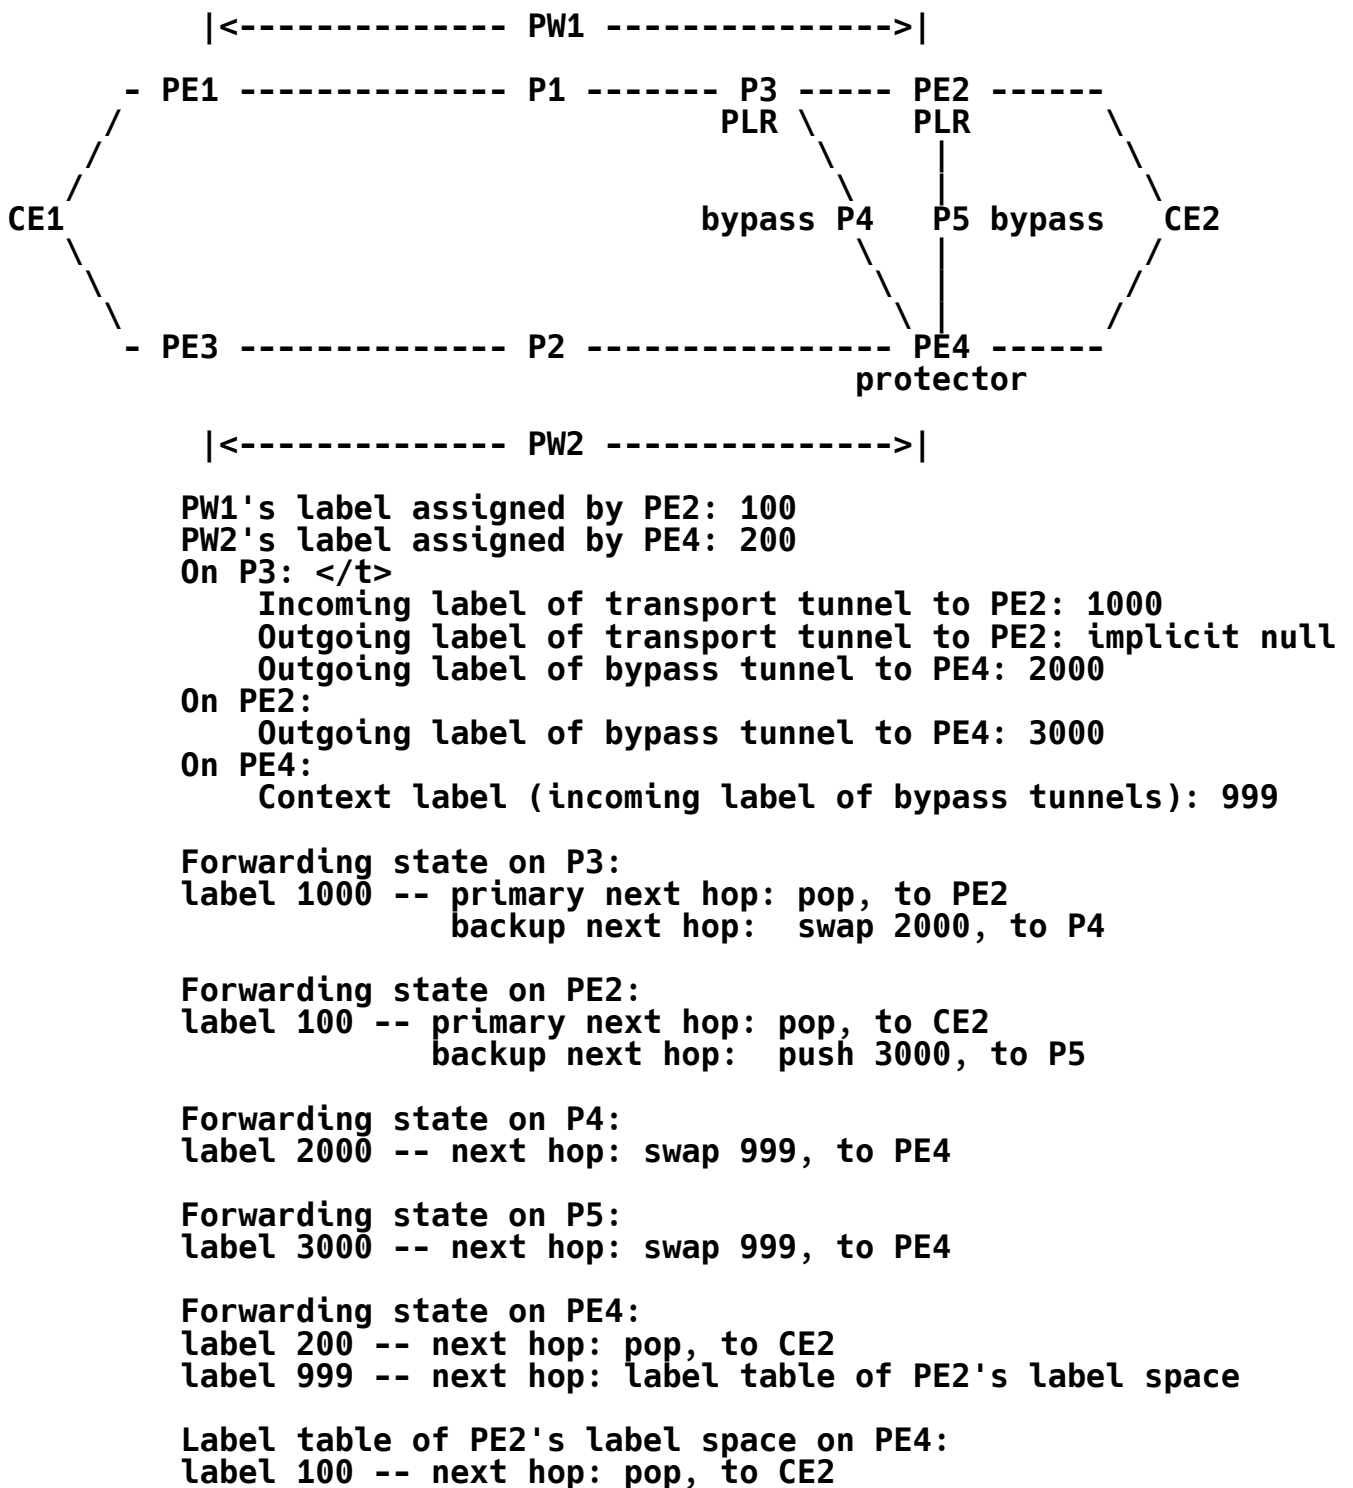 |<-------------- PW1 --------------->|
- PE1 -------------- P1 ------- P3 ----- PE2 ------
PLR \ PLR \
CE1 bypass P4 P5 bypass CE2
- PE3 -------------- P2 ---------------- PE4 ------
protector
|<-------------- PW2 --------------->|
PW1's label assigned by PE2: 100
PW2's label assigned by PE4: 200
On P3: </t>
Incoming label of transport tunnel to PE2: 1000
Outgoing label of transport tunnel to PE2: implicit null
Outgoing label of bypass tunnel to PE4: 2000
On PE2:
Outgoing label of bypass tunnel to PE4: 3000
On PE4:
Context label (incoming label of bypass tunnels): 999
Forwarding state on P3:
label 1000 -- primary next hop: pop, to PE2
backup next hop:  swap 2000, to P4
Forwarding state on PE2:
label 100 -- primary next hop: pop, to CE2
backup next hop:  push 3000, to P5
Forwarding state on P4:
label 2000 -- next hop: swap 999, to PE4
Forwarding state on P5:
label 3000 -- next hop: swap 999, to PE4
Forwarding state on PE4:
label 200 -- next hop: pop, to CE2
label 999 -- next hop: label table of PE2's label space
Label table of PE2's label space on PE4:
label 100 -- next hop: pop, to CE2